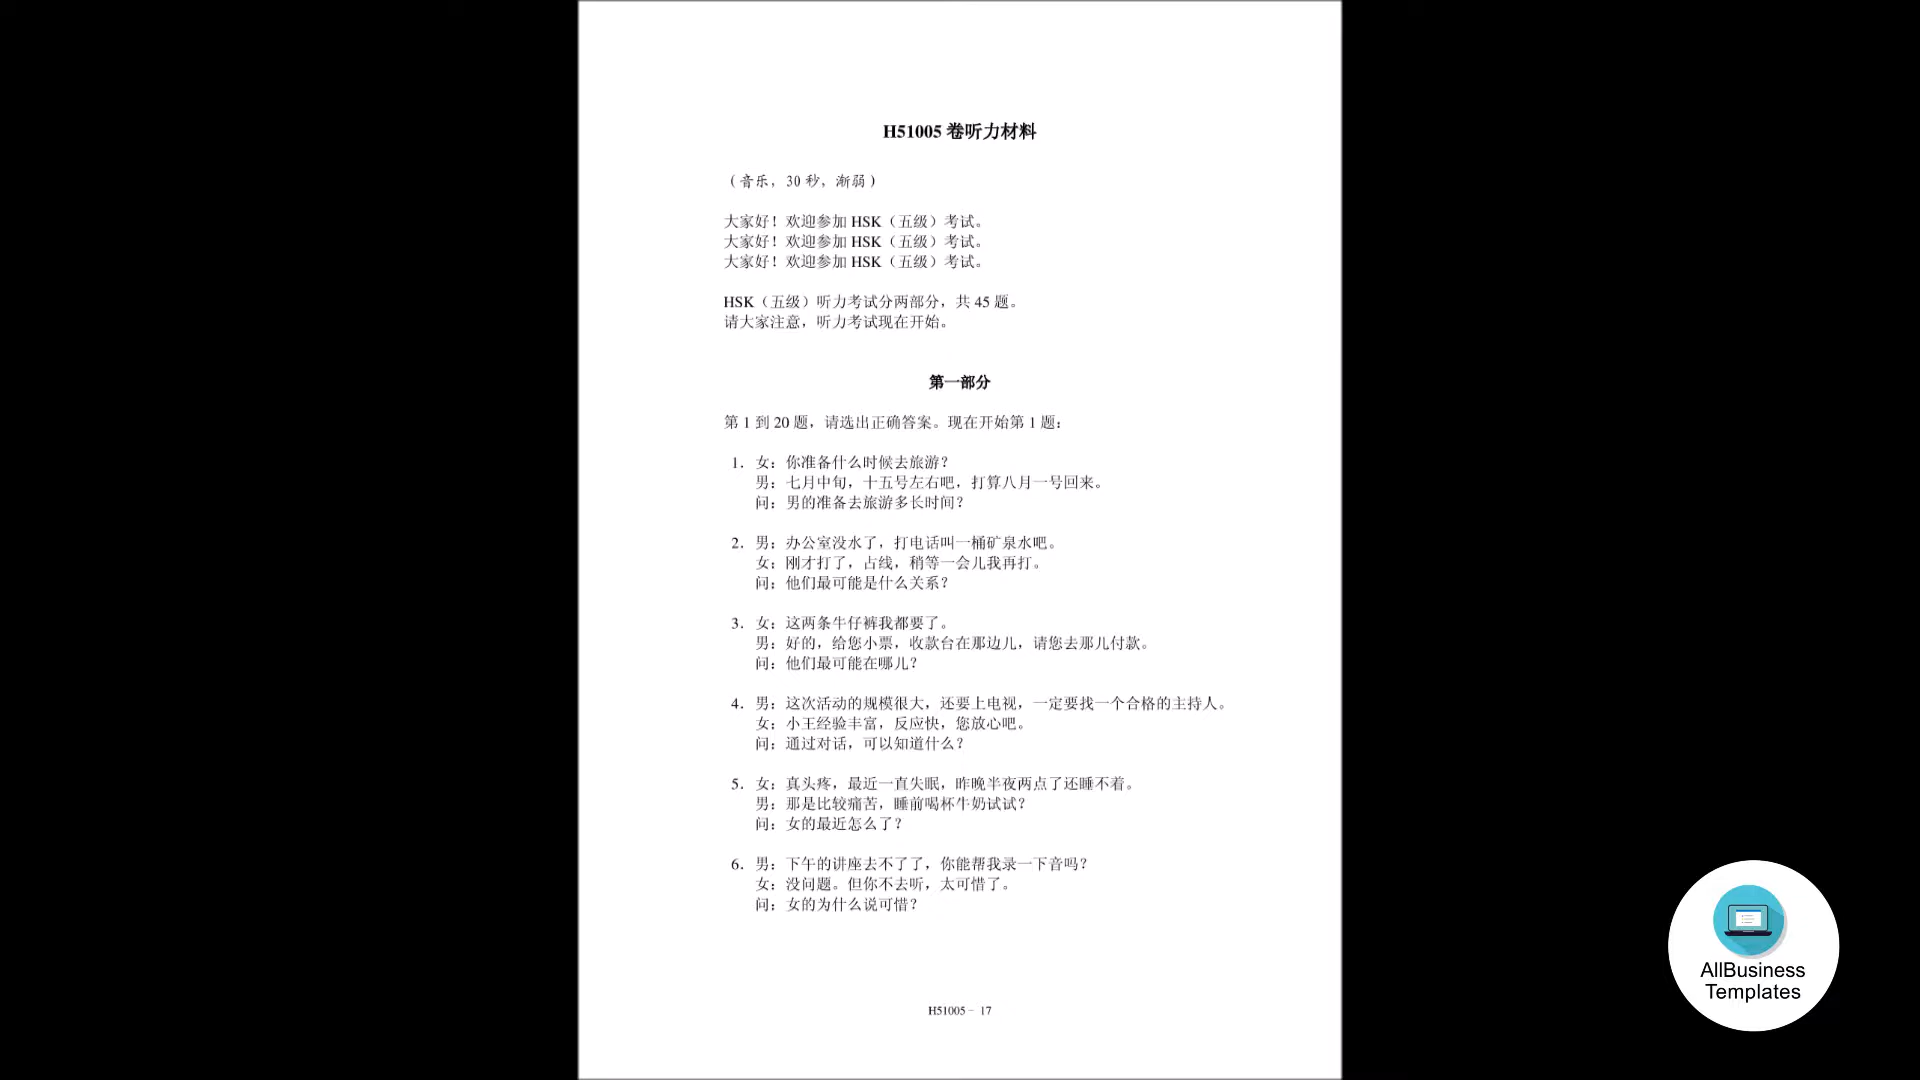 H51005 卷听力材料
（音乐，30 秒，渐弱）
大家好！欢迎参加 HSK（五级）考试。
大家好！欢迎参加 HSK（五级）考试。
大家好！欢迎参加 HSK（五级）考试。
HSK（五级）听力考试分两部分，共 45 题。
请大家注意，听力考试现在开始。
第一部分
第 1 到 20 题，请选出正确答案。现在开始第 1 题：
1．女：你准备什么时候去旅游？
男：七月中旬，十五号左右吧，打算八月一号回来。
问：男的准备去旅游多长时间？
2．男：办公室没水了，打电话叫一桶矿泉水吧。
女：刚才打了，占线，稍等一会儿我再打。
问：他们最可能是什么关系？
3．女：这两条牛仔裤我都要了。
男：好的，给您小票，收款台在那边儿，请您去那儿付款。
问：他们最可能在哪儿？
4．男：这次活动的规模很大，还要上电视，一定要找一个合格的主持人。
女：小王经验丰富，反应快，您放心吧。
问：通过对话，可以知道什么？
5．女：真头疼，最近一直失眠，昨晚半夜两点了还睡不着。
男：那是比较痛苦，睡前喝杯牛奶试试？
问：女的最近怎么了？
6．男：下午的讲座去不了了，你能帮我录一下音吗？
女：没问题。但你不去听，太可惜了。
问：女的为什么说可惜？
H51005－ 17
AllBusiness
Templates